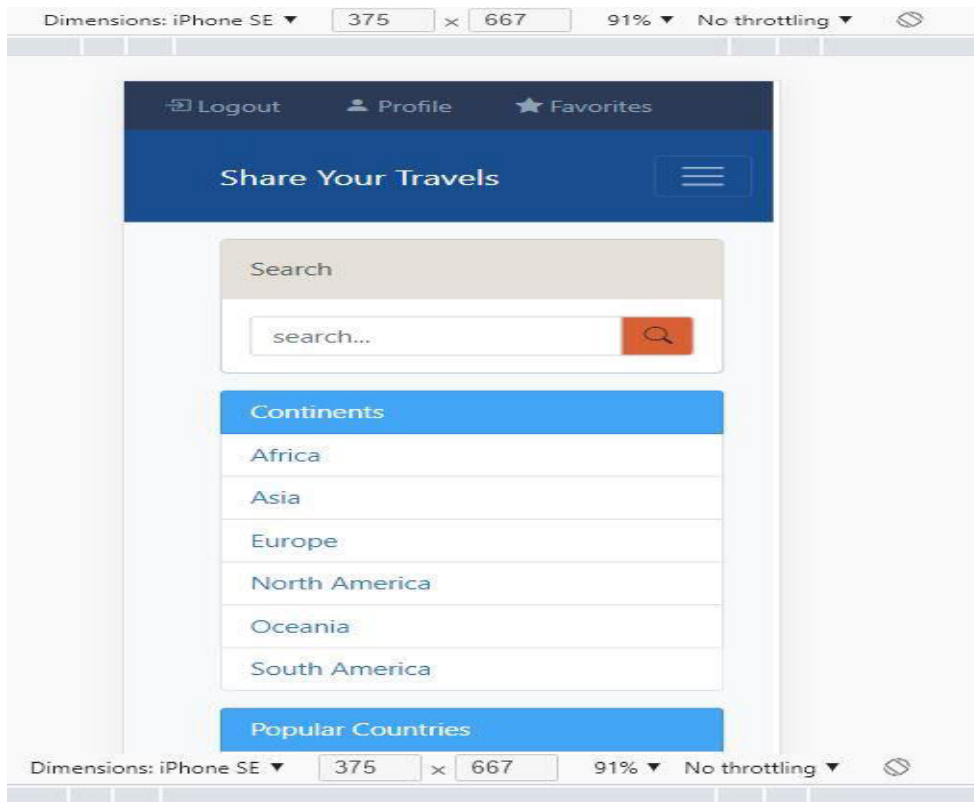 Dimensions: iPhone SE ▼ 375 × 667 91% ▼ No throttling ▼
Logout Profile Favorites
Share Your Travels
Search
search...
Continents
Africa
Asia
Europe
North America
Oceania
South America
Popular Countries
Dimensions: iPhone SE ▼ 375 × 667 91% ▼ No throttling ▼